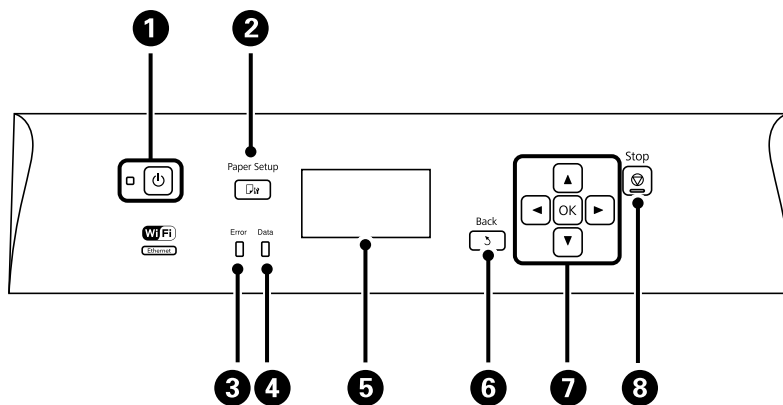 1 2
Paper Setup
Stop
OK
Back
WiFi
Ethernet
Error Data
3 4 5 6 7 8